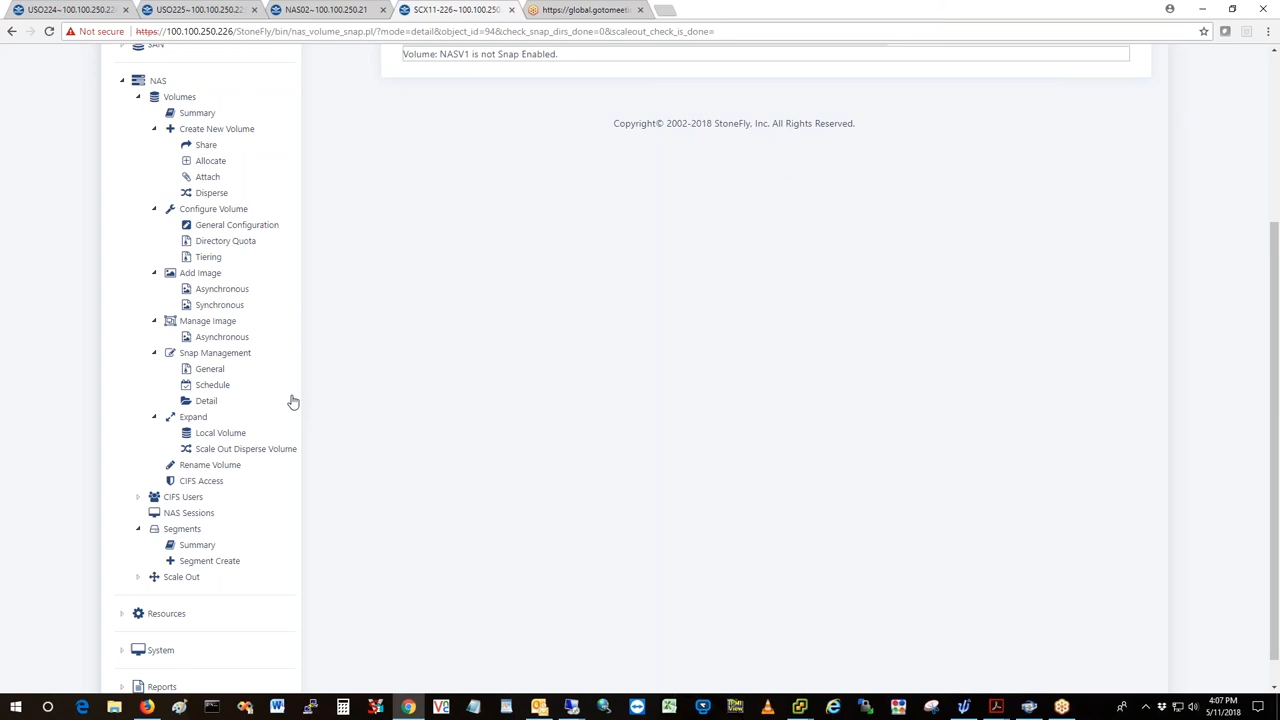 USO224~100.100.250.22
USO225~100.100.250.22
NAS02~100.100.250.21
SCX11-226~100.100.250.
https://global.gotomeeti
Not secure
https://100.100.250.226/StoneFly/bin/nas_volume_snap.pl/?mode=detail&object_id=94&check_snap_dirs_done=0&scaleout_check_is_done=
SAN
Volume: NASV1 is not Snap Enabled.
NAS
Volumes
Summary
Copyright© 2002-2018 StoneFly, Inc. All Rights Reserved.
Create New Volume
Share
Allocate
Attach
Disperse
Configure Volume
General Configuration
Directory Quota
Tiering
Add Image
Asynchronous
Synchronous
Manage Image
Asynchronous
Snap Management
General
Schedule
Detail
Expand
Local Volume
Scale Out Disperse Volume
Rename Volume
CIFS Access
CIFS Users
NAS Sessions
Segments
Summary
Segment Create
Scale Out
Resources
System
Reports
4:07 PM
5/11/2018